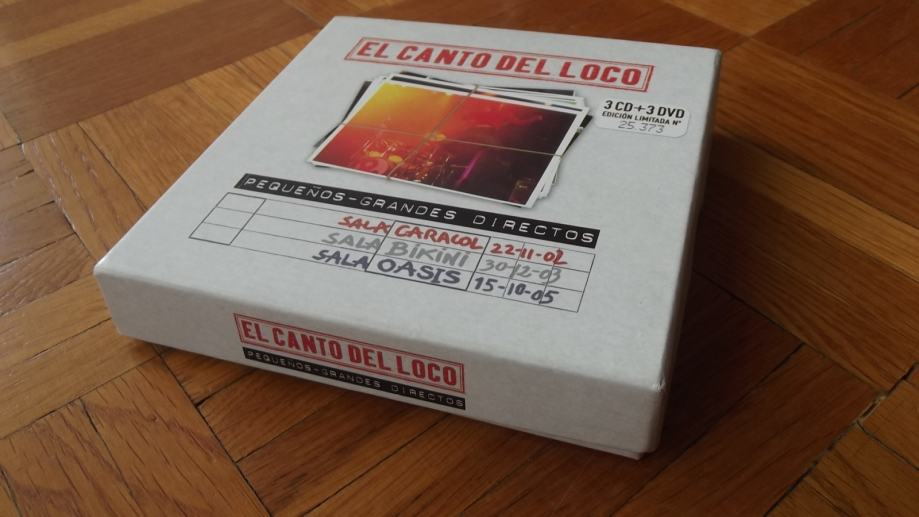 EL CANTO DEL LOCO
3 CD+3 DVD
EDICIÓN LIMITADA Nº
25.373
PEQUEÑOS-GRANDES DIRECTOS
SALA CARACOL 22-11-02
SALA BIKINI 30-12-03
SALA OASIS 15-10-05
EL CANTO DEL LOCO
PEQUEÑOS-GRANDES DIRECTOS